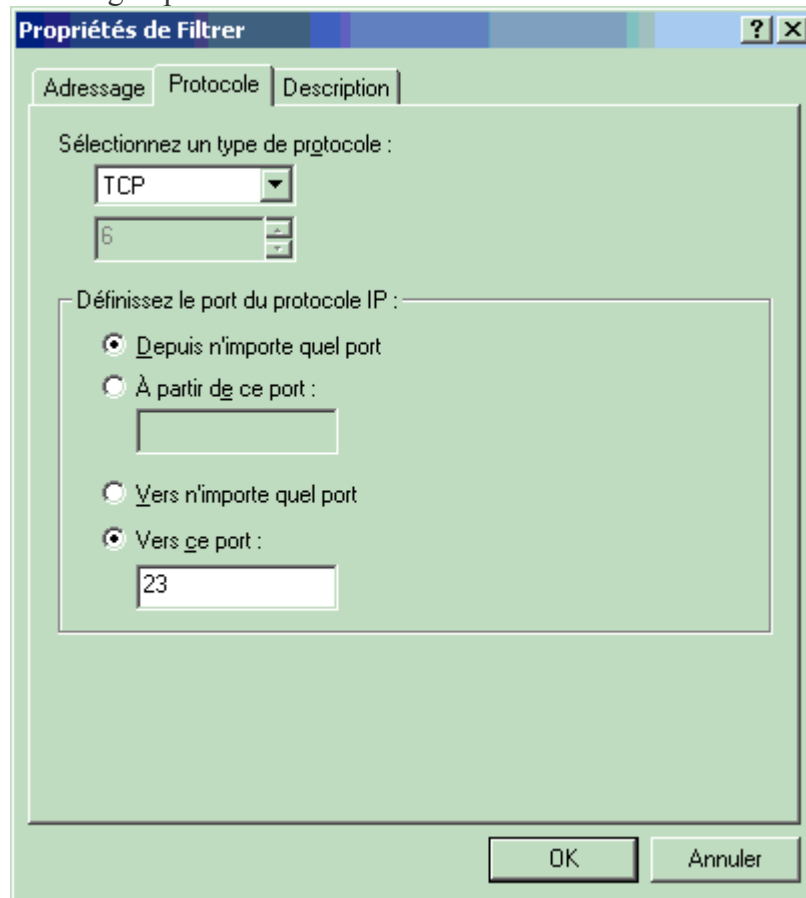 Propriétés de Filtrer
Adressage Protocole Description
Sélectionnez un type de protocole :
TCP
6
Définissez le port du protocole IP :
Depuis n'importe quel port
À partir de ce port :
Vers n'importe quel port
Vers ce port :
23
OK Annuler